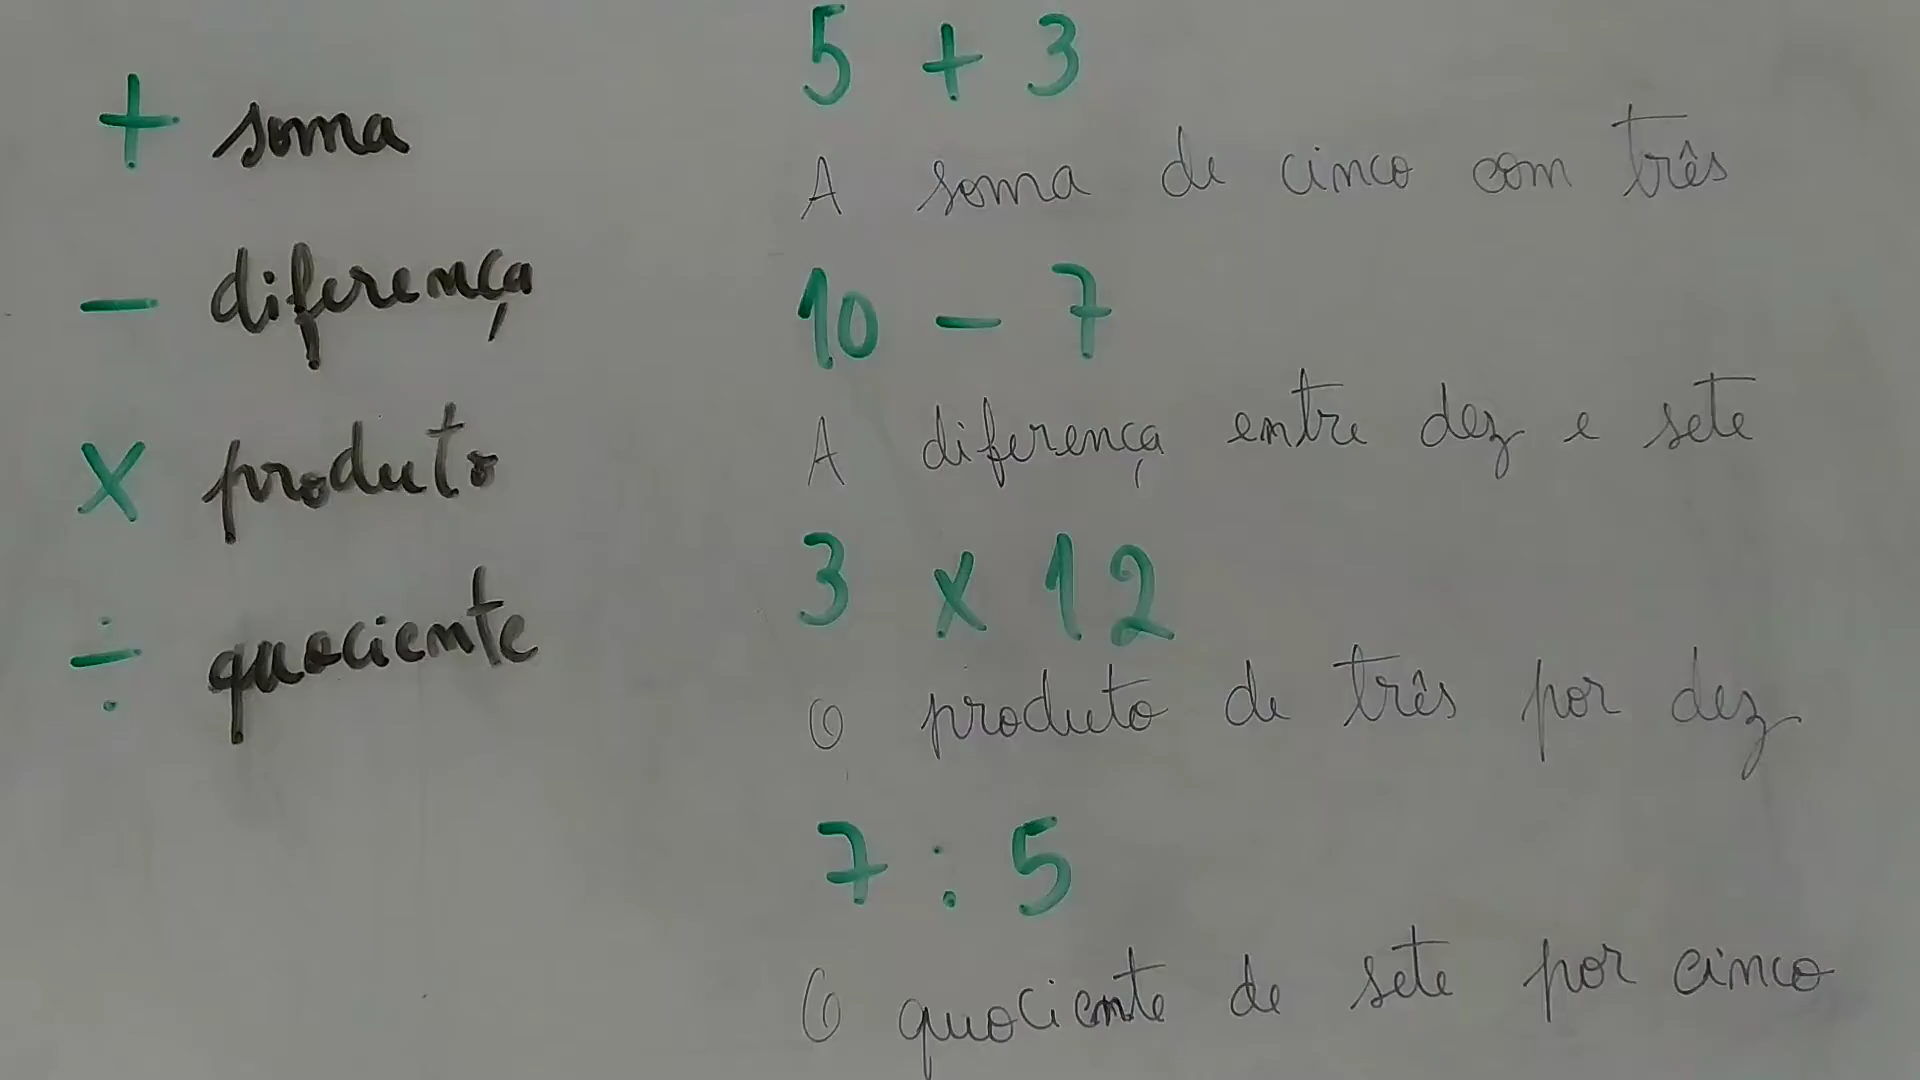 + soma
- diferença
x produto
÷ quociente
5 + 3
A soma de cinco com três
10 - 7
A diferença entre dez e sete
3 x 12
O produto de três por dez
7 : 5
O quociente de sete por cinco